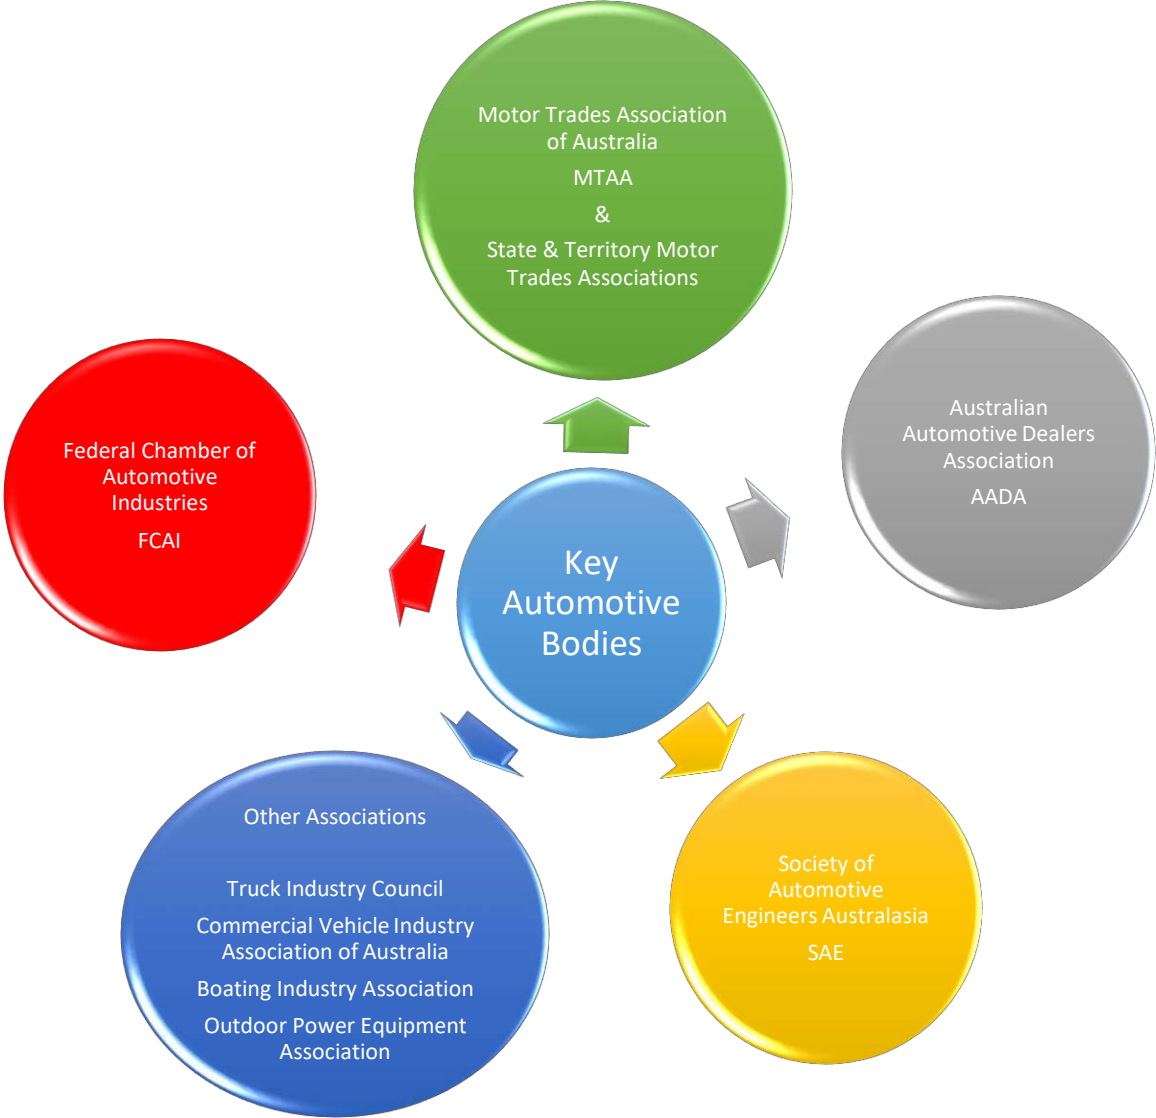 Motor Trades Association
of Australia
MTAA
&
State & Territory Motor
Trades Associations
Australian
Automotive Dealers
Association
AADA
Federal Chamber of
Automotive
Industries
FCAI
Key
Automotive
Bodies
Other Associations
Truck Industry Council
Commercial Vehicle Industry
Association of Australia
Boating Industry Association
Outdoor Power Equipment
Association
Society of
Automotive
Engineers Australasia
SAE